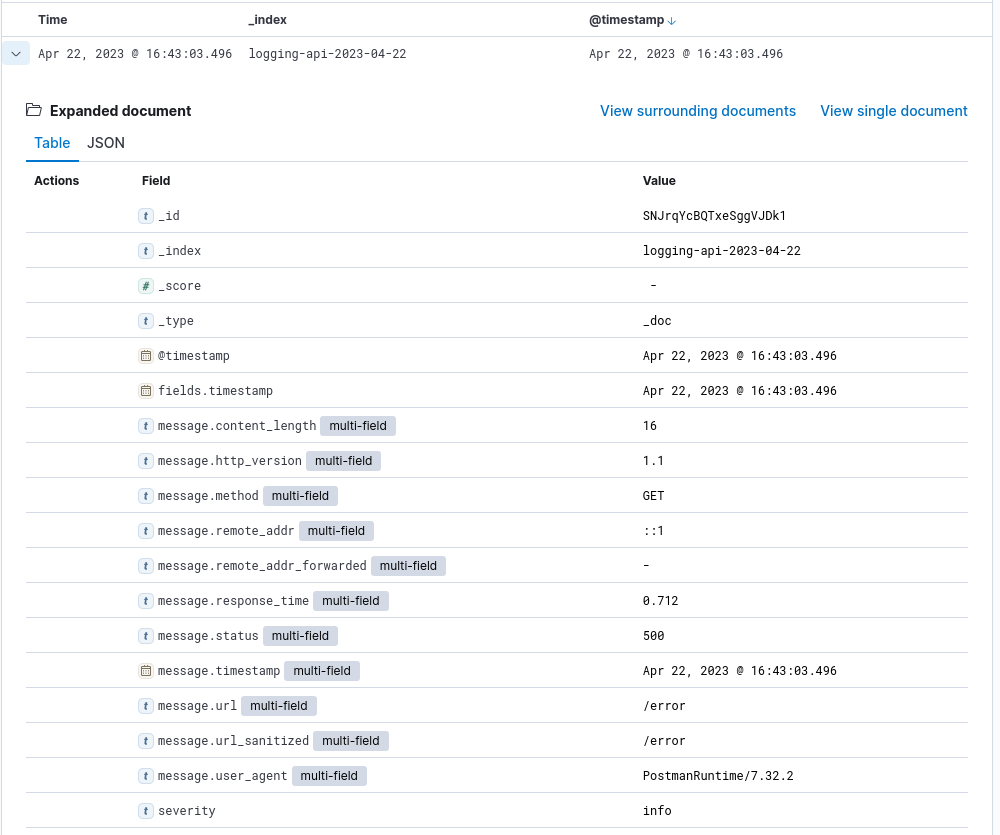 Time _index @timestamp
Apr 22, 2023 @ 16:43:03.496 logging-api-2023-04-22 Apr 22, 2023 @ 16:43:03.496
Expanded document View surrounding documents View single document
Table JSON
Actions Field Value
t _id SNJrqYcBQTxeSggVJDk1
t _index logging-api-2023-04-22
# _score -
t _type _doc
@timestamp Apr 22, 2023 @ 16:43:03.496
fields.timestamp Apr 22, 2023 @ 16:43:03.496
t message.content_length multi-field 16
t message.http_version multi-field 1.1
t message.method multi-field GET
t message.remote_addr multi-field ::1
t message.remote_addr_forwarded multi-field -
t message.response_time multi-field 0.712
t message.status multi-field 500
message.timestamp multi-field Apr 22, 2023 @ 16:43:03.496
t message.url multi-field /error
t message.url_sanitized multi-field /error
t message.user_agent multi-field PostmanRuntime/7.32.2
t severity info